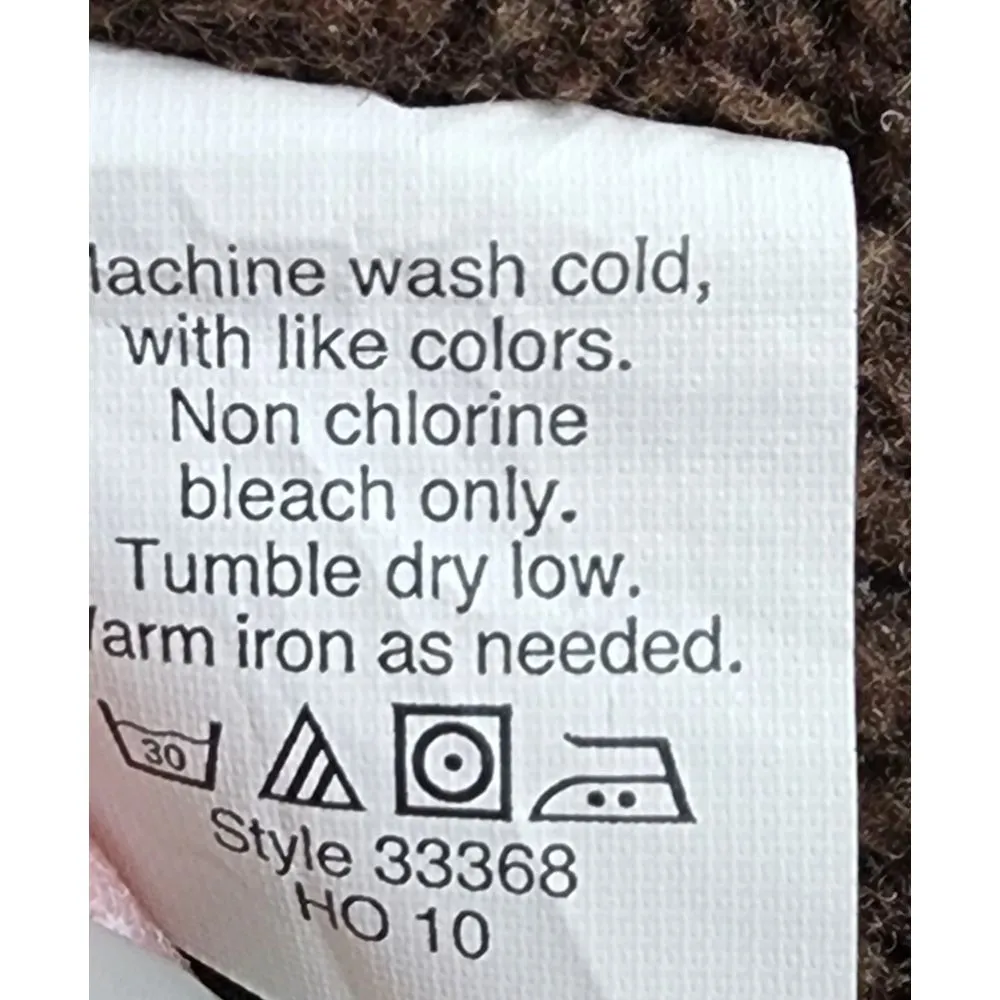 achine wash cold,
with like colors.
Non chlorine
bleach only.
Tumble dry low.
arm iron as needed.
30
Style 33368
HO 10